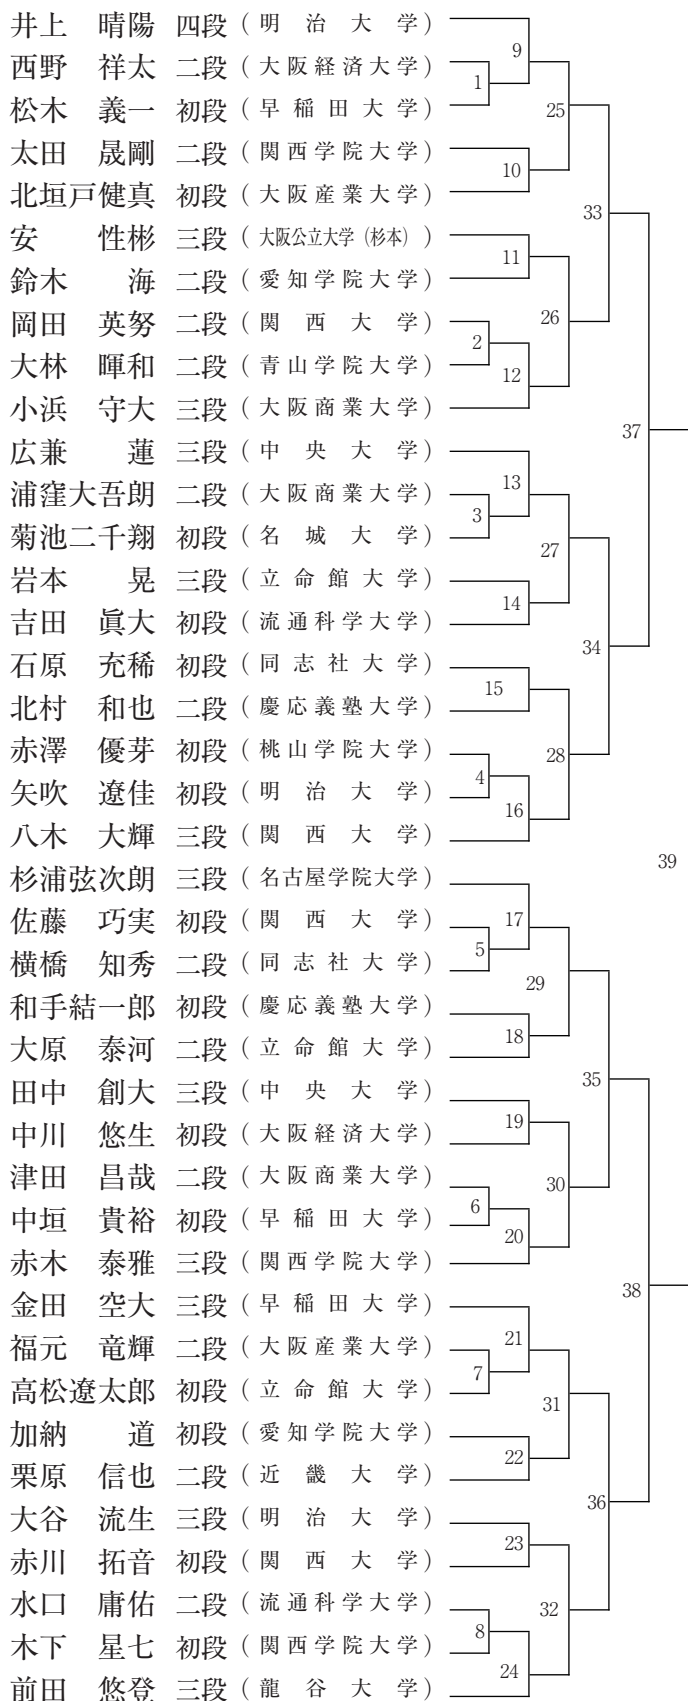 井上 晴陽 四段 (明治大学)
西野 祥太 二段 (大阪経済大学)
松木 義一 初段 (早稲田大学)
太田 晟剛 二段 (関西学院大学)
北垣戸健真 初段 (大阪産業大学)
安 性彬 三段 (大阪公立大学(杉本))
鈴木 海 二段 (愛知学院大学)
岡田 英努 二段 (関西大学)
大林 暉和 二段 (青山学院大学)
小浜 守大 三段 (大阪商業大学)
広兼 蓮 三段 (中央大学)
浦窪大吾朗 二段 (大阪商業大学)
菊池二千翔 初段 (名城大学)
岩本 晃 三段 (立命館大学)
吉田 眞大 初段 (流通科学大学)
石原 充稀 初段 (同志社大学)
北村 和也 二段 (慶応義塾大学)
赤澤 優芽 初段 (桃山学院大学)
矢吹 遼佳 初段 (明治大学)
八木 大輝 三段 (関西大学)
杉浦弦次朗 三段 (名古屋学院大学)
佐藤 巧実 初段 (関西大学)
横橋 知秀 二段 (同志社大学)
和手結一郎 初段 (慶応義塾大学)
大原 泰河 二段 (立命館大学)
田中 創大 三段 (中央大学)
中川 悠生 初段 (大阪経済大学)
津田 昌哉 二段 (大阪商業大学)
中垣 貴裕 初段 (早稲田大学)
赤木 泰雅 三段 (関西学院大学)
金田 空大 三段 (早稲田大学)
福元 竜輝 二段 (大阪産業大学)
高松遼太郎 初段 (立命館大学)
加納 道 初段 (愛知学院大学)
栗原 信也 二段 (近畿大学)
大谷 流生 三段 (明治大学)
赤川 拓音 初段 (関西大学)
水口 庸佑 二段 (流通科学大学)
木下 星七 初段 (関西学院大学)
前田 悠登 三段 (龍谷大学)
1
2
3
4
5
6
7
8
9
10
11
12
13
14
15
16
17
18
19
20
21
22
23
24
25
26
27
28
29
30
31
32
33
34
35
36
37
38
39